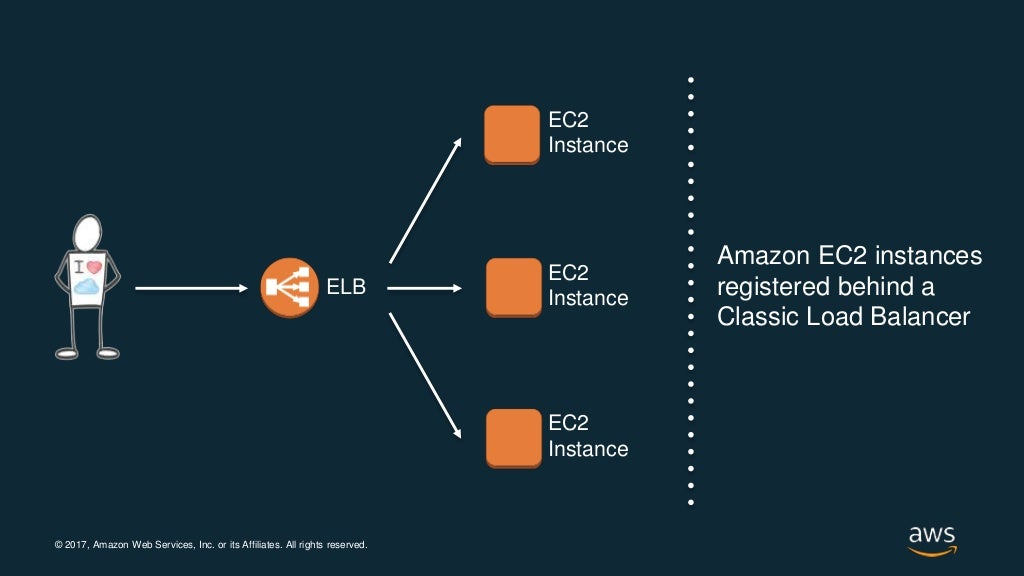 EC2
Instance
I
ELB
EC2
Instance
Amazon EC2 instances
registered behind a
Classic Load Balancer
EC2
Instance
© 2017, Amazon Web Services, Inc. or its Affiliates. All rights reserved.
aws